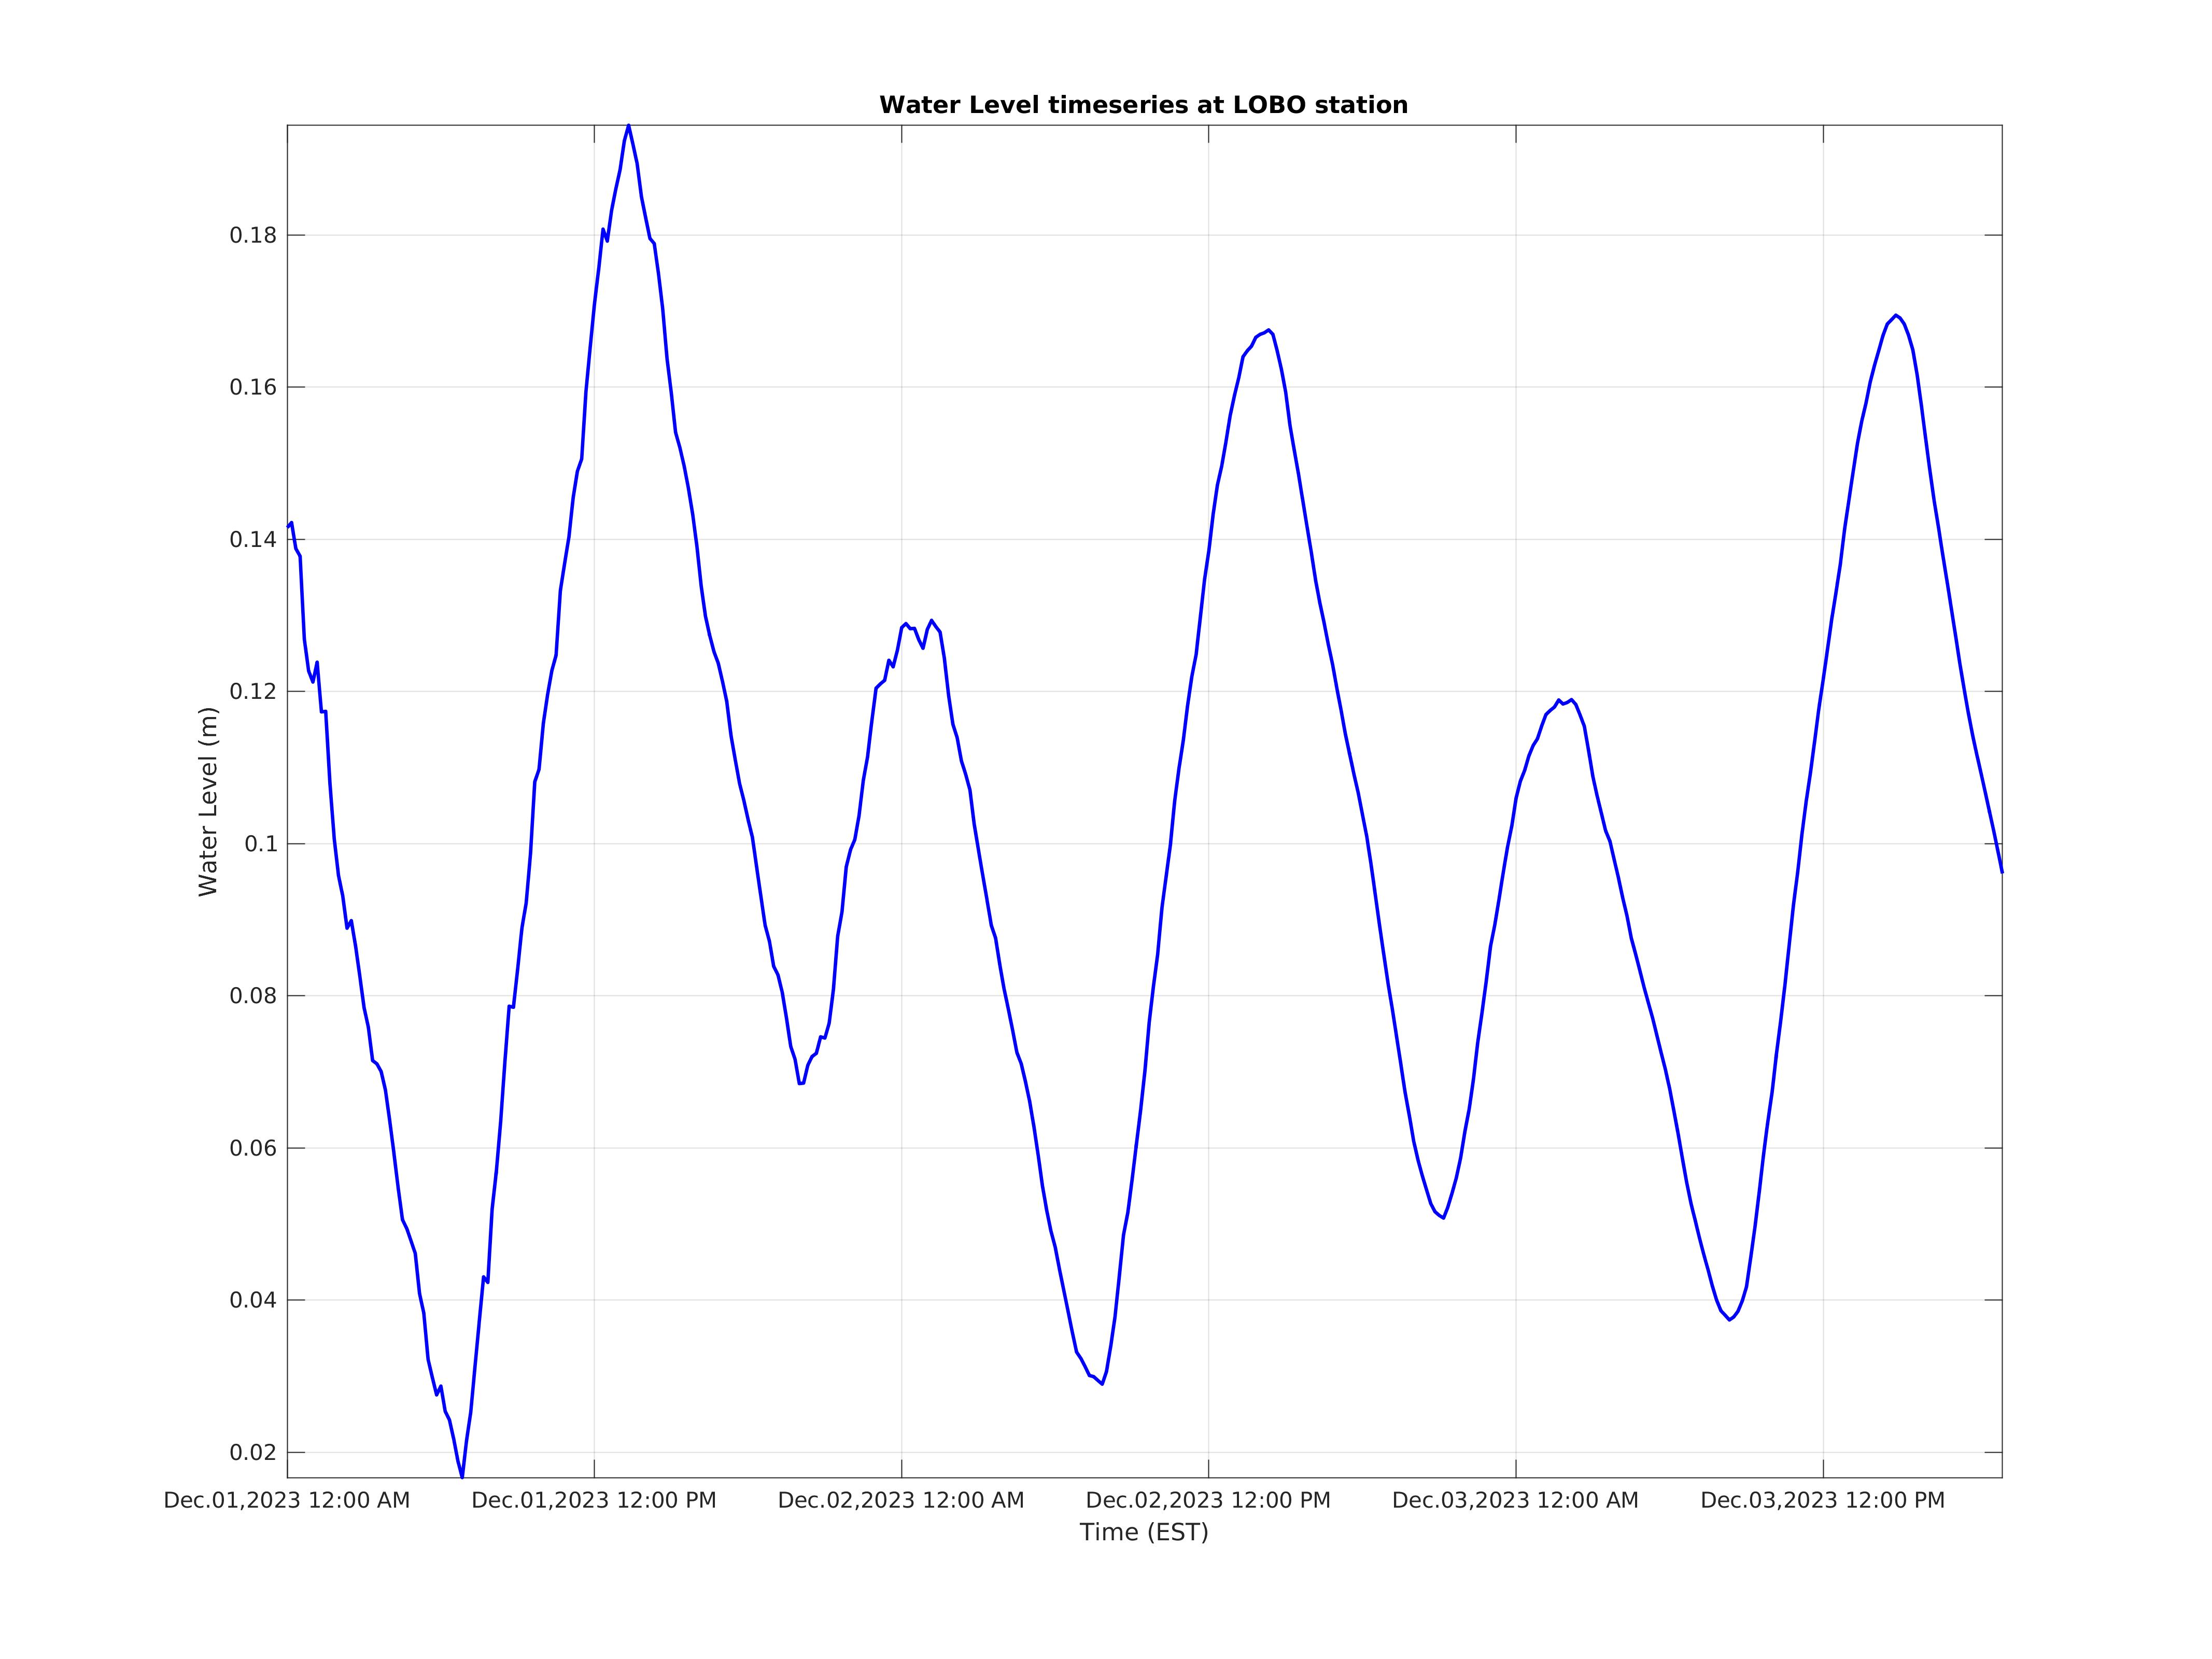 Water Level timeseries at LOBO station
0.18
0.16
0.14
0.12
0.1
0.08
0.06
0.04
0.02
Water Level (m)
Dec.01,2023 12:00 AM Dec.01,2023 12:00 PM Dec.02,2023 12:00 AM Dec.02,2023 12:00 PM Dec.03,2023 12:00 AM Dec.03,2023 12:00 PM
Time (EST)